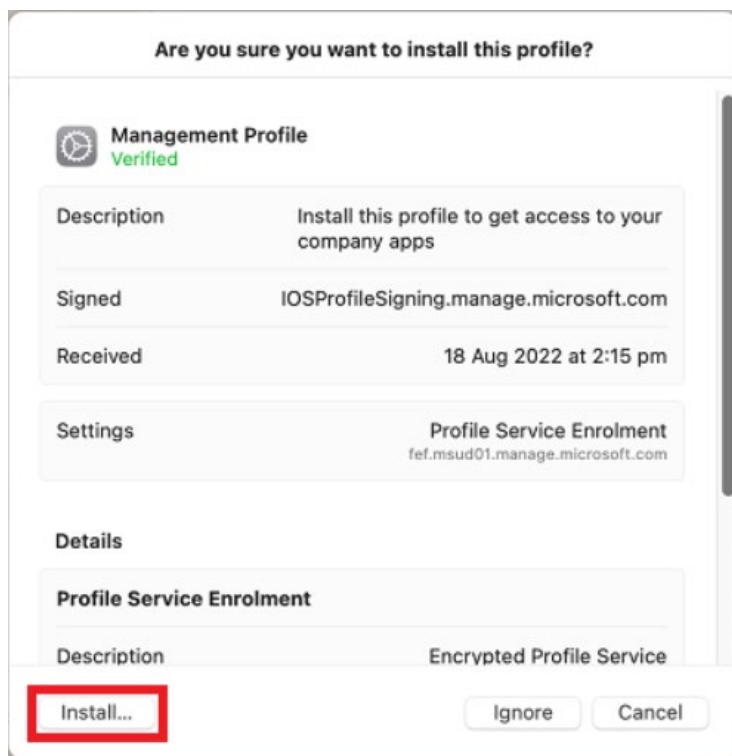 Are you sure you want to install this profile?
Management Profile
Verified
Description Install this profile to get access to your
company apps
Signed IOSProfileSigning.manage.microsoft.com
Received 18 Aug 2022 at 2:15 pm
Settings Profile Service Enrolment
fef.msud01.manage.microsoft.com
Details
Profile Service Enrolment
Description Encrypted Profile Service
Install... Ignore Cancel